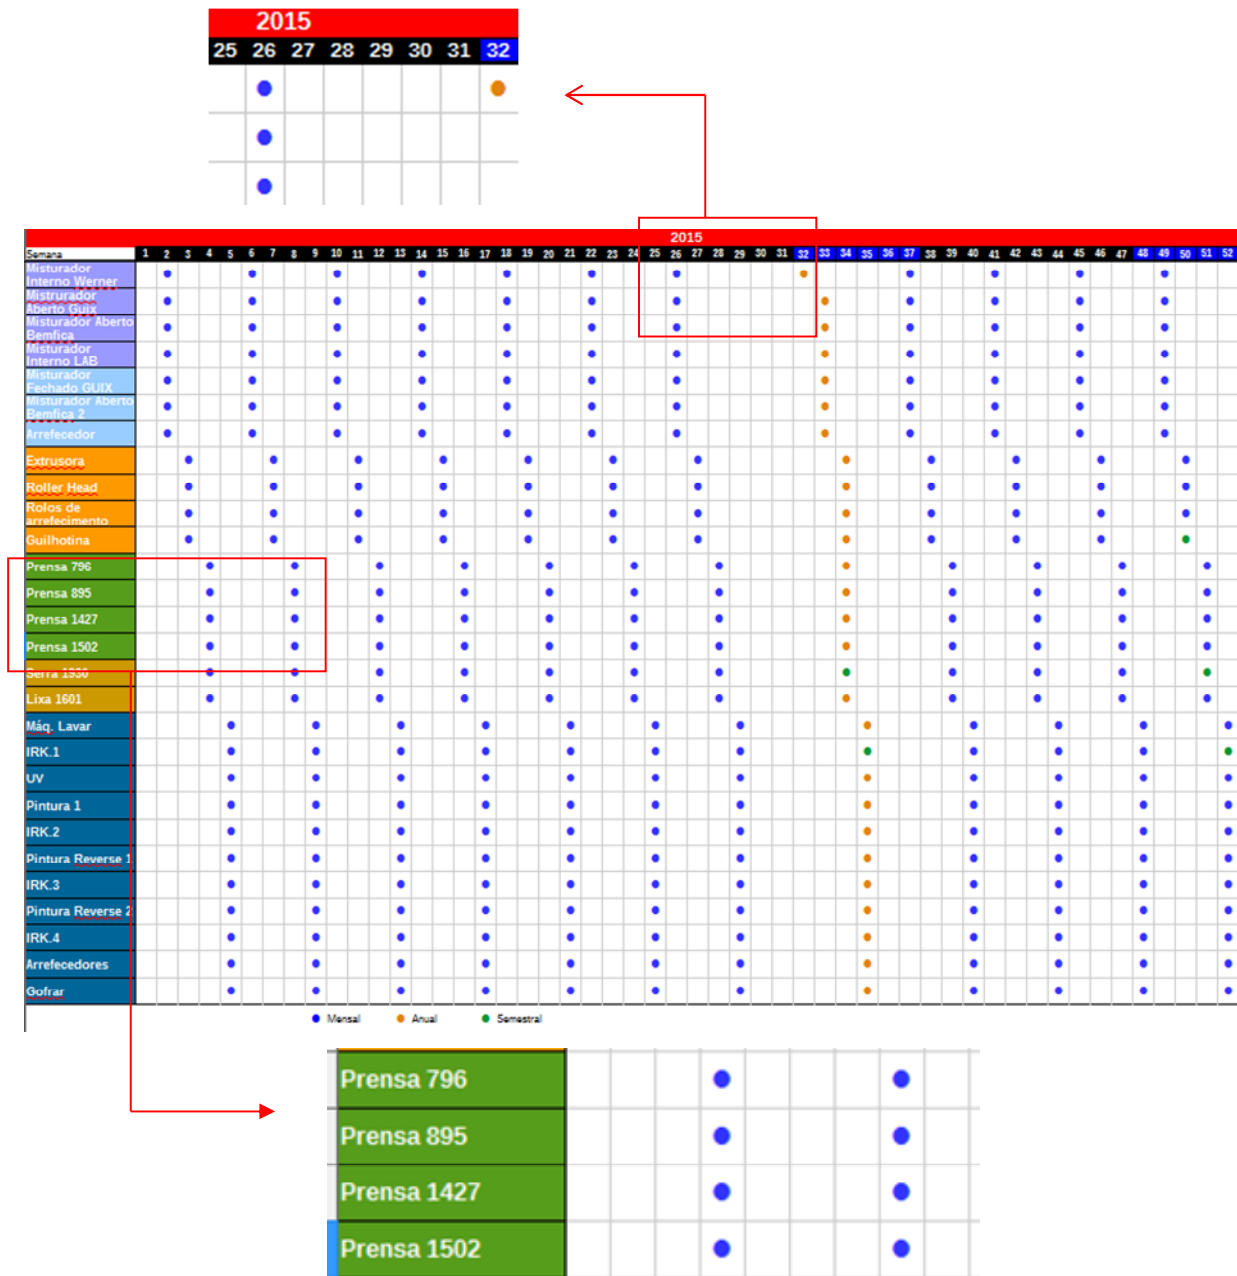 2015
25 26 27 28 29 30 31 32
2015
Semana 1 2 3 4 5 6 7 8 9 10 11 12 13 14 15 16 17 18 19 20 21 22 23 24 25 26 27 28 29 30 31 32 33 34 35 36 37 38 39 40 41 42 43 44 45 46 47 48 49 50 51 52
Misturador
Interno Werner
Mistrurador
Aberto Guix
Misturador Aberto
Bemfica
Misturador
Interno LAB
Misturador
Fechado GUIX
Misturador Aberto
Bemfica 2
Arrefecedor
Extrusora
Roller Head
Rolos de
arrefecimento
Guilhotina
Prensa 796
Prensa 895
Prensa 1427
Prensa 1502
Serra 1930
Lixa 1601
Máq. Lavar
IRK.1
UV
Pintura 1
IRK.2
Pintura Reverse 1
IRK.3
Pintura Reverse 2
IRK.4
Arrefecedores
Gofrar
Mensal Anual Semestral
Prensa 796
Prensa 895
Prensa 1427
Prensa 1502